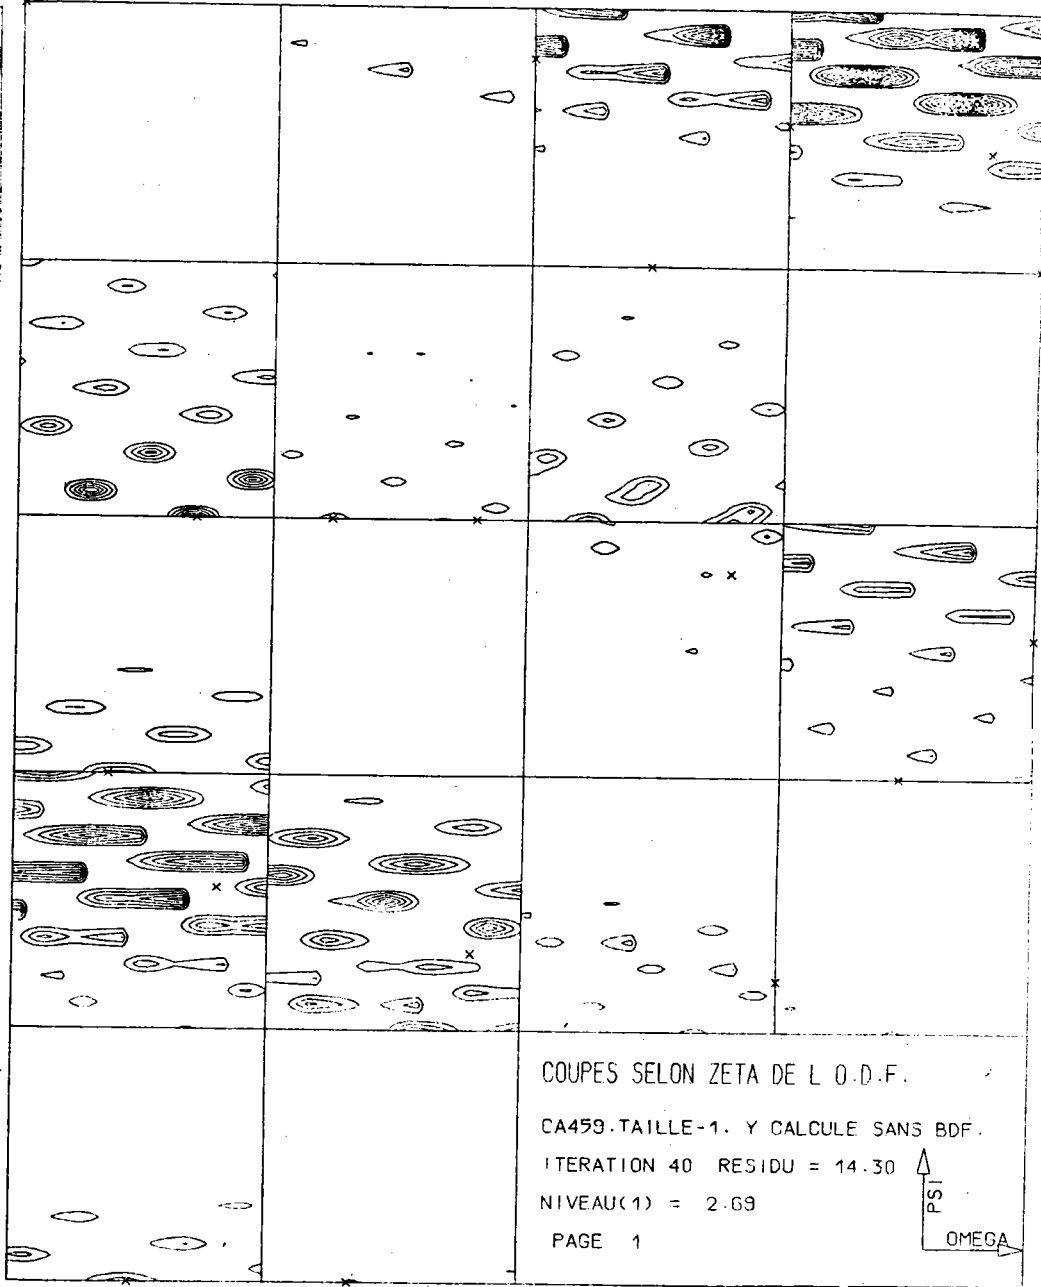 COUPES SELON ZETA DE L O.D.F.
CA459.TAILLE-1. Y CALCULE SANS BDF.
ITERATION 40 RESIDU = 14.30
NIVEAU(1) = 2.69
PAGE 1
PSI
OMEGA